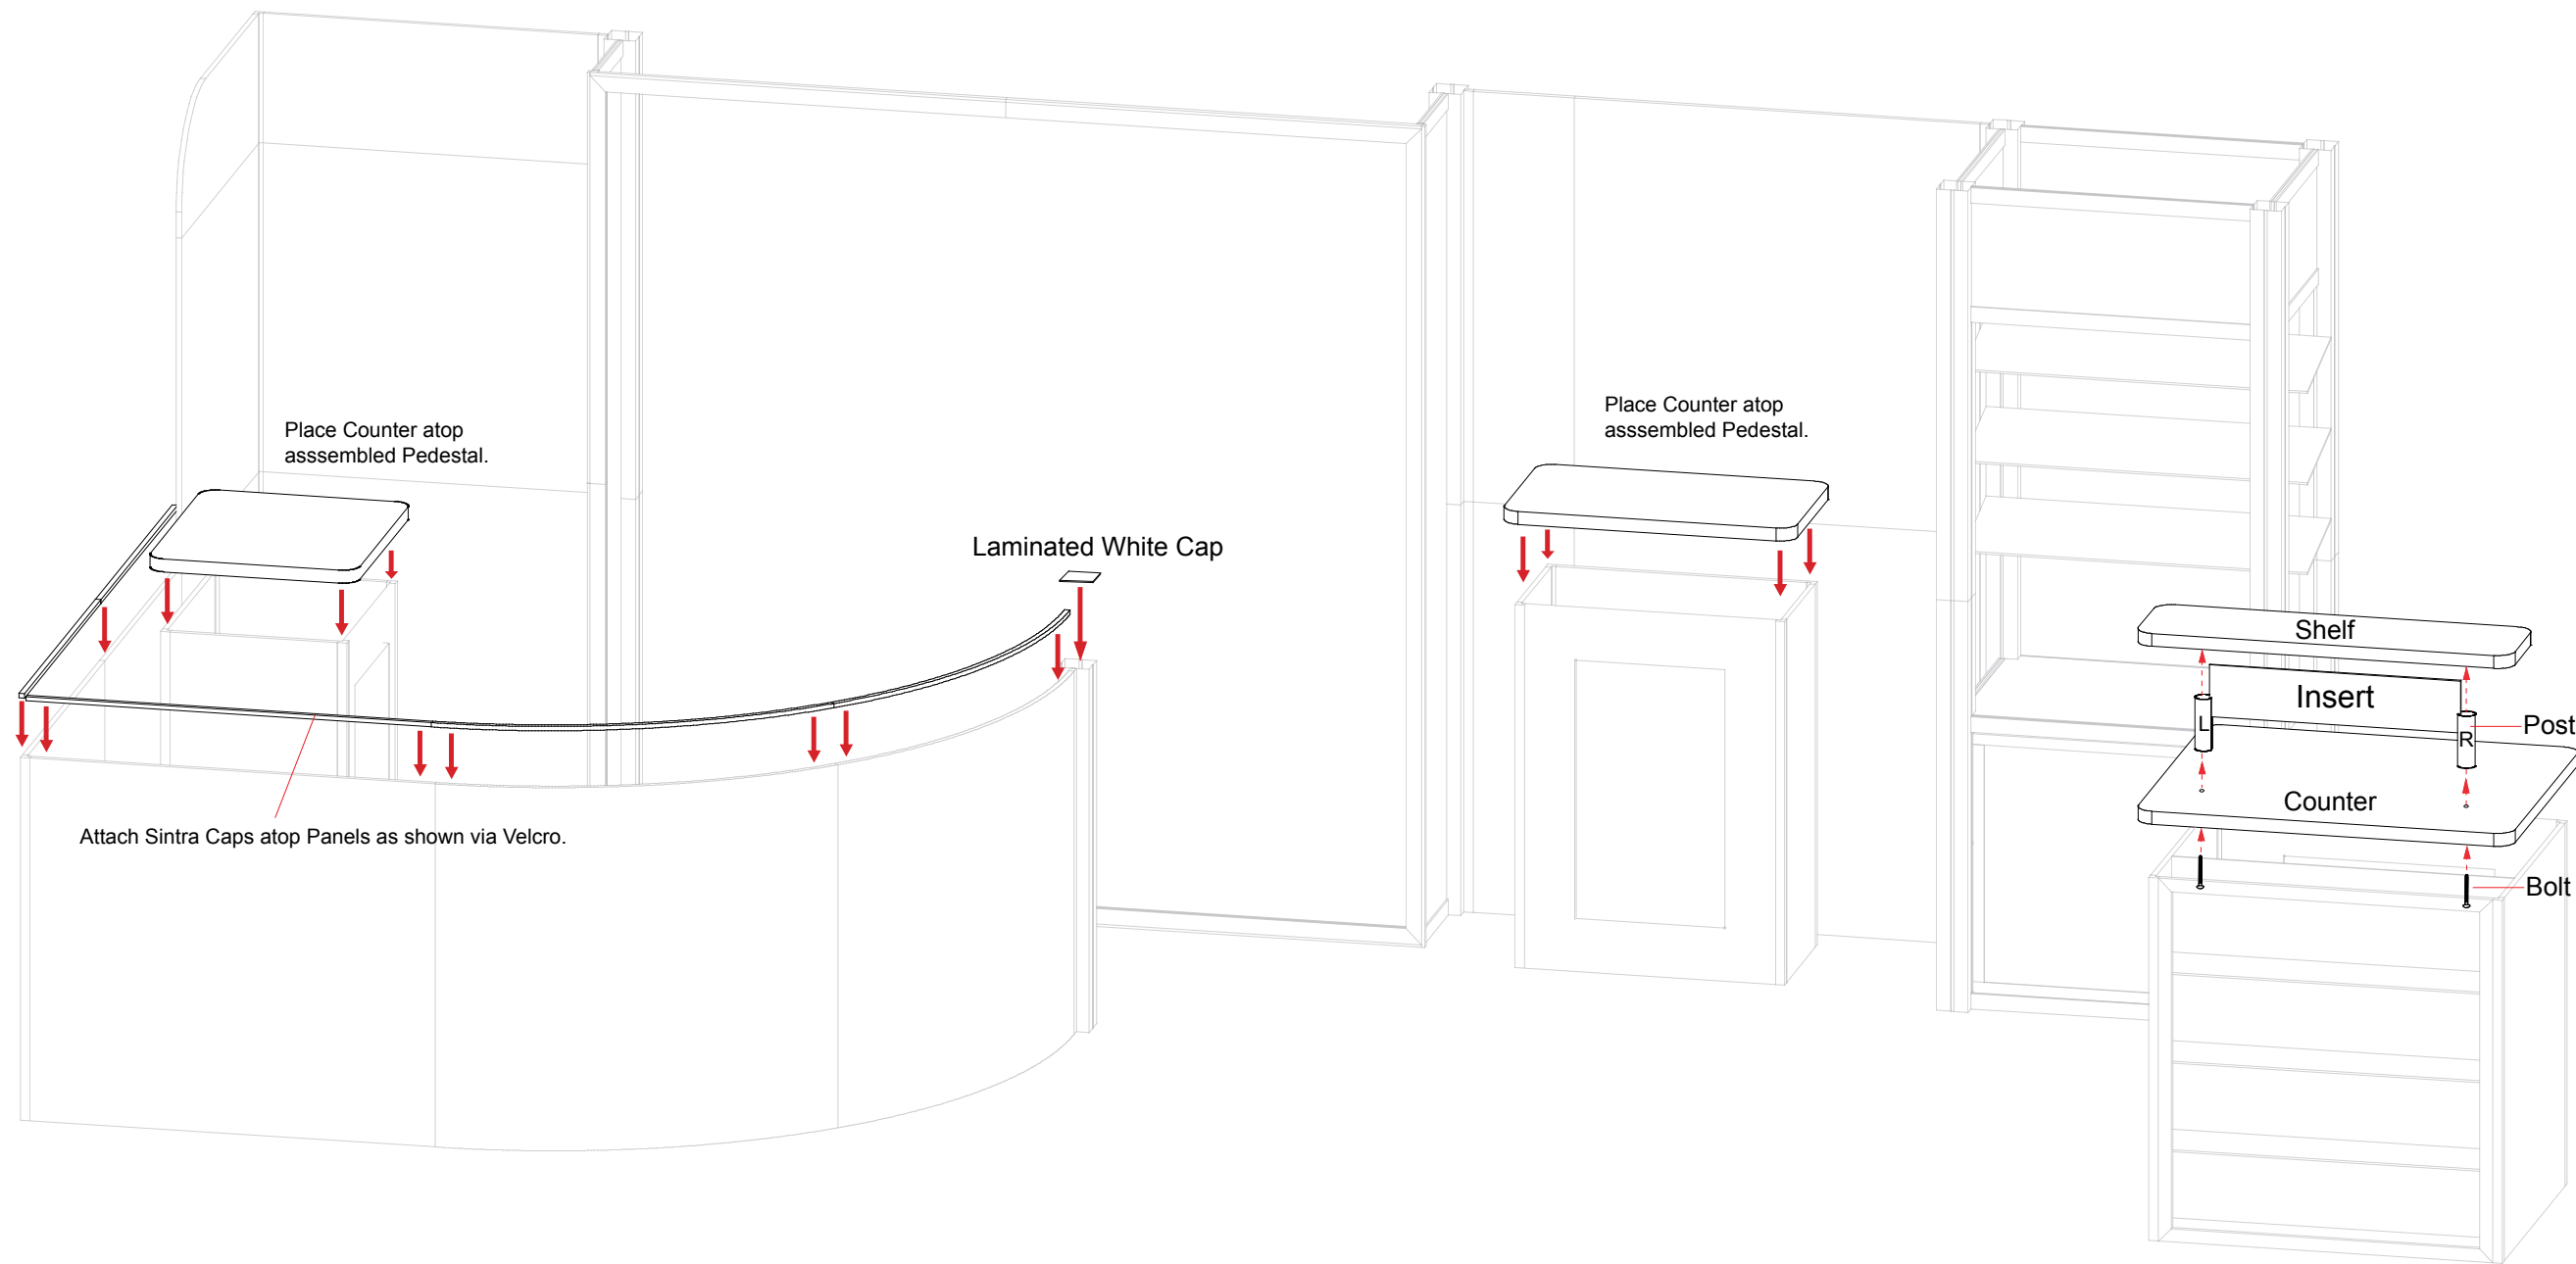 Place Counter atop
asssembled Pedestal.
Place Counter atop
asssembled Pedestal.
Laminated White Cap
Shelf
Insert
L
Post
R
Counter
Attach Sintra Caps atop Panels as shown via Velcro.
Bolt